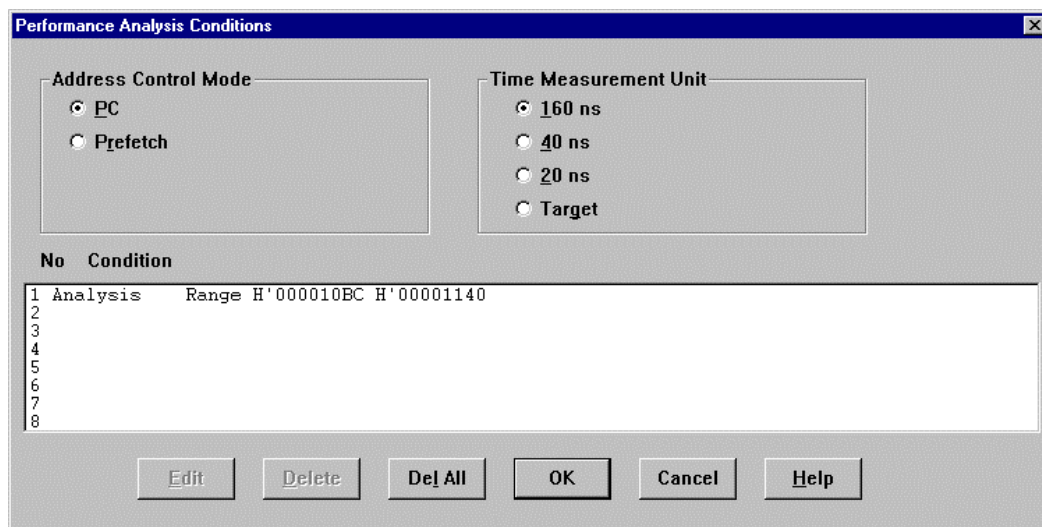 Performance Analysis Conditions
Address Control Mode
PC
Prefetch
Time Measurement Unit
160 ns
40 ns
20 ns
Target
No Condition
1 Analysis Range H'000010BC H'00001140
2
3
4
5
6
7
8
Edit Delete Del All OK Cancel Help